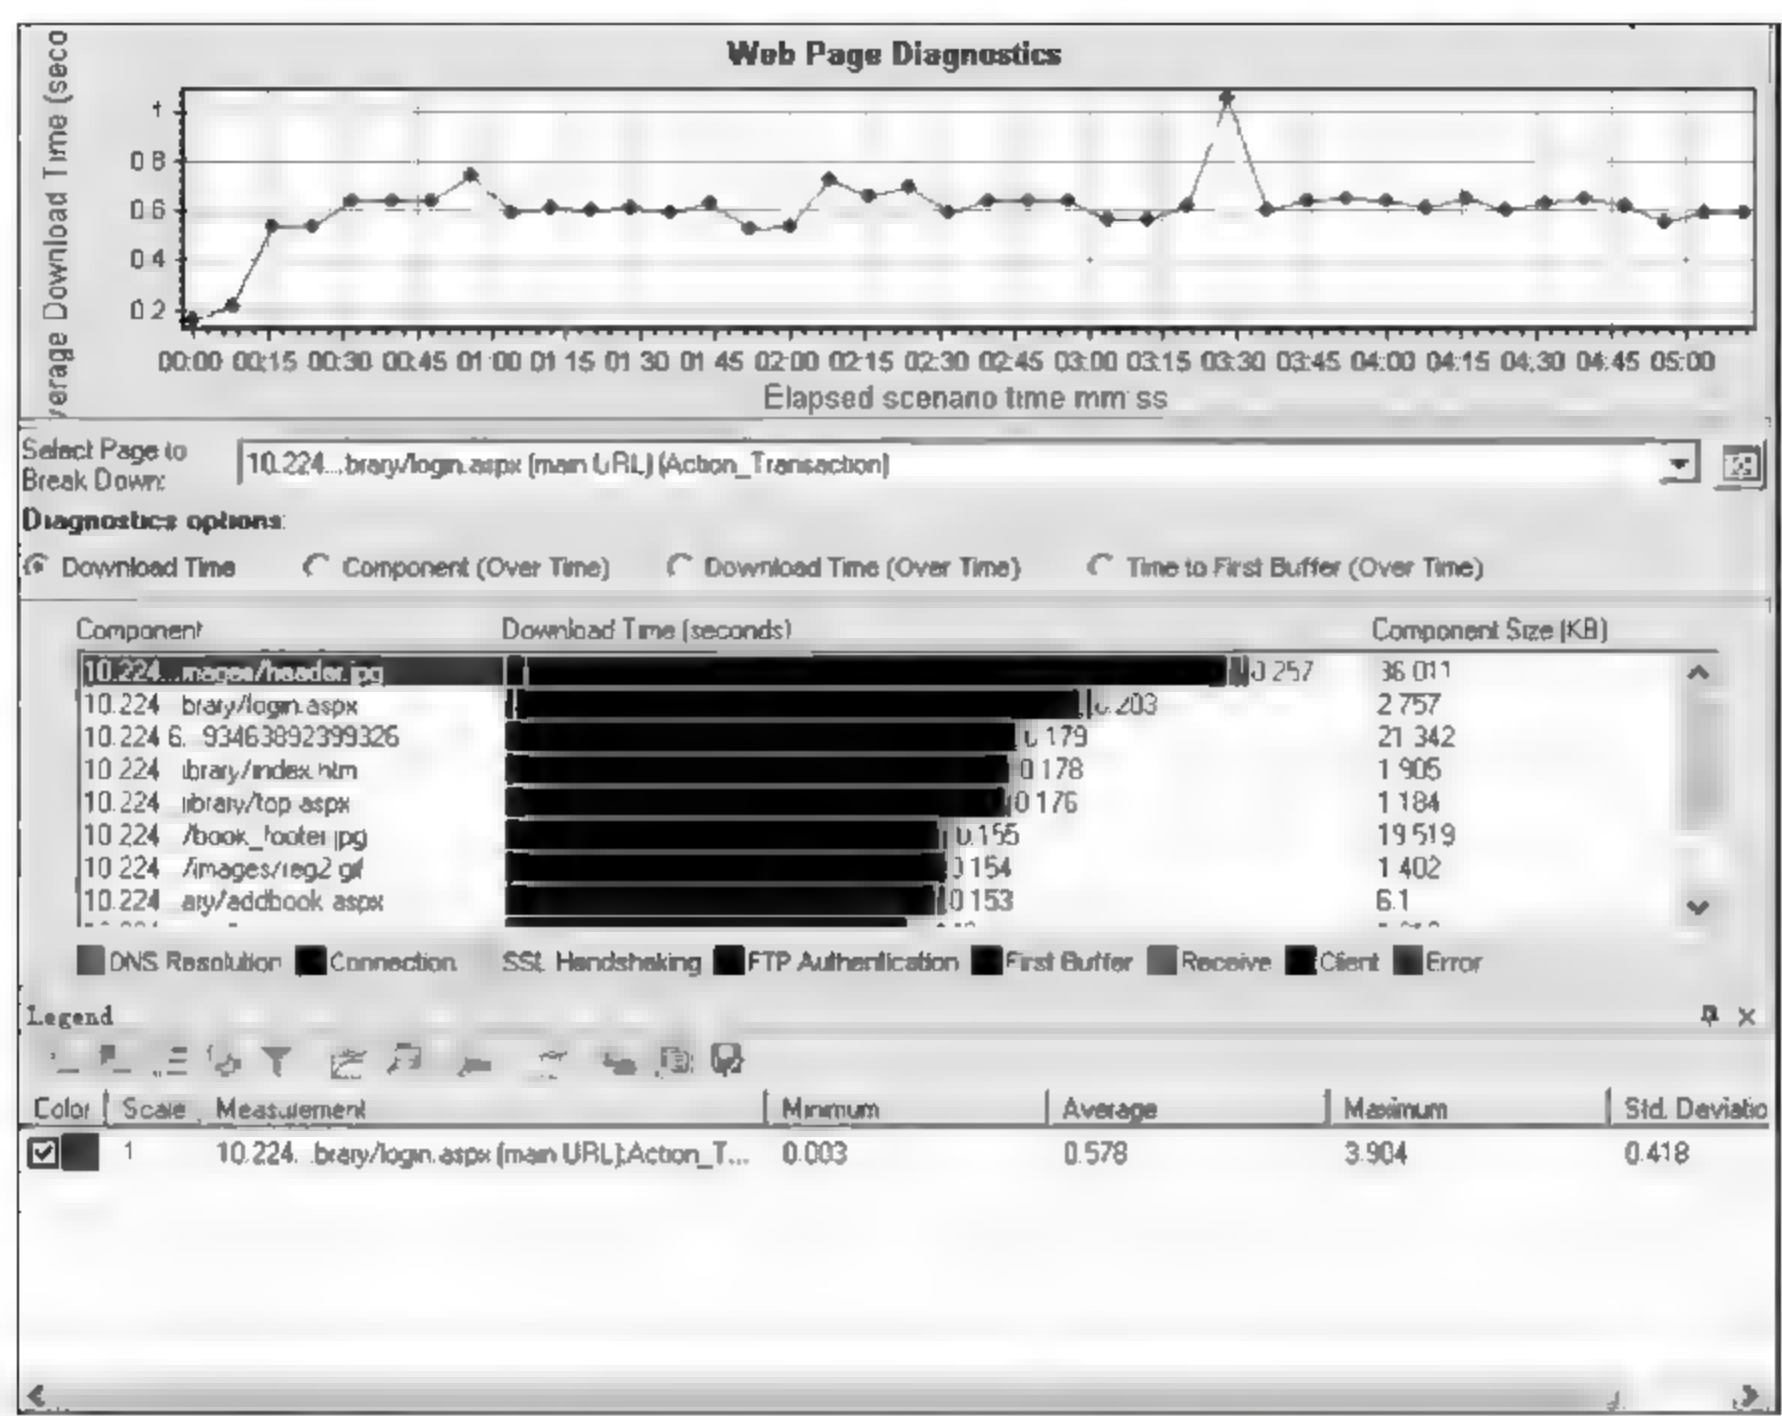 Web Page Diagnostics
verage Download Time (seco
1
0.8
0.6
0.4
0.2
00:00 00:15 00:30 00:45 01:00 01:15 01:30 01:45 02:00 02:15 02:30 02:45 03:00 03:15 03:30 03:45 04:00 04:15 04:30 04:45 05:00
Elapsed scenario time mm:ss
Select Page to
Break Down:
10.224...brary/login.aspx (main URL) (Action_Transaction)
Diagnostics options:
Download Time Component (Over Time) Download Time (Over Time) Time to First Buffer (Over Time)
Component Download Time (seconds) Component Size (KB)
10.224...mages/header.jpg 0.257 36.011
10.224...brary/login.aspx 0.203 2.757
10.224.6...93463892399326 0.179 21.342
10.224...ibrary/index.htm 0.178 1.905
10.224...library/top.aspx 0.176 1.184
10.224.../book_footer.jpg 0.155 19.519
10.224.../images/reg2.gif 0.154 1.402
10.224...ary/addbook.aspx 0.153 6.1
DNS Resolution Connection SSL Handshaking FTP Authentication First Buffer Receive Client Error
Legend
Color Scale Measurement Minimum Average Maximum Std. Deviatio
1 10.224...brary/login.aspx (main URL):Action_T... 0.003 0.578 3.904 0.418